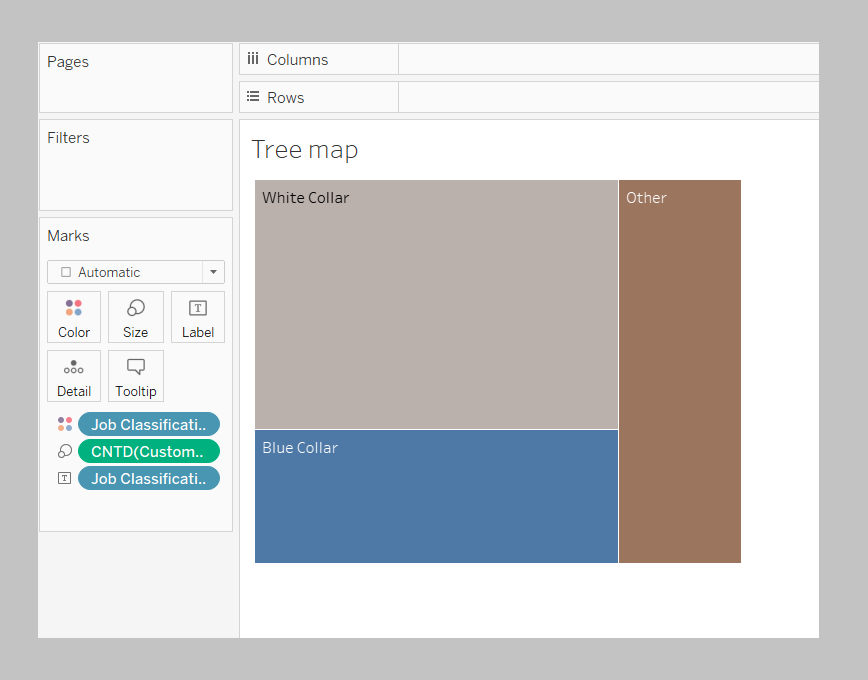 Pages
Columns
Rows
Filters
Tree map
White Collar
Other
Blue Collar
Marks
Automatic
Color
Size
T
Label
Detail
Tooltip
Job Classificati..
CNTD(Custom..
T
Job Classificati..